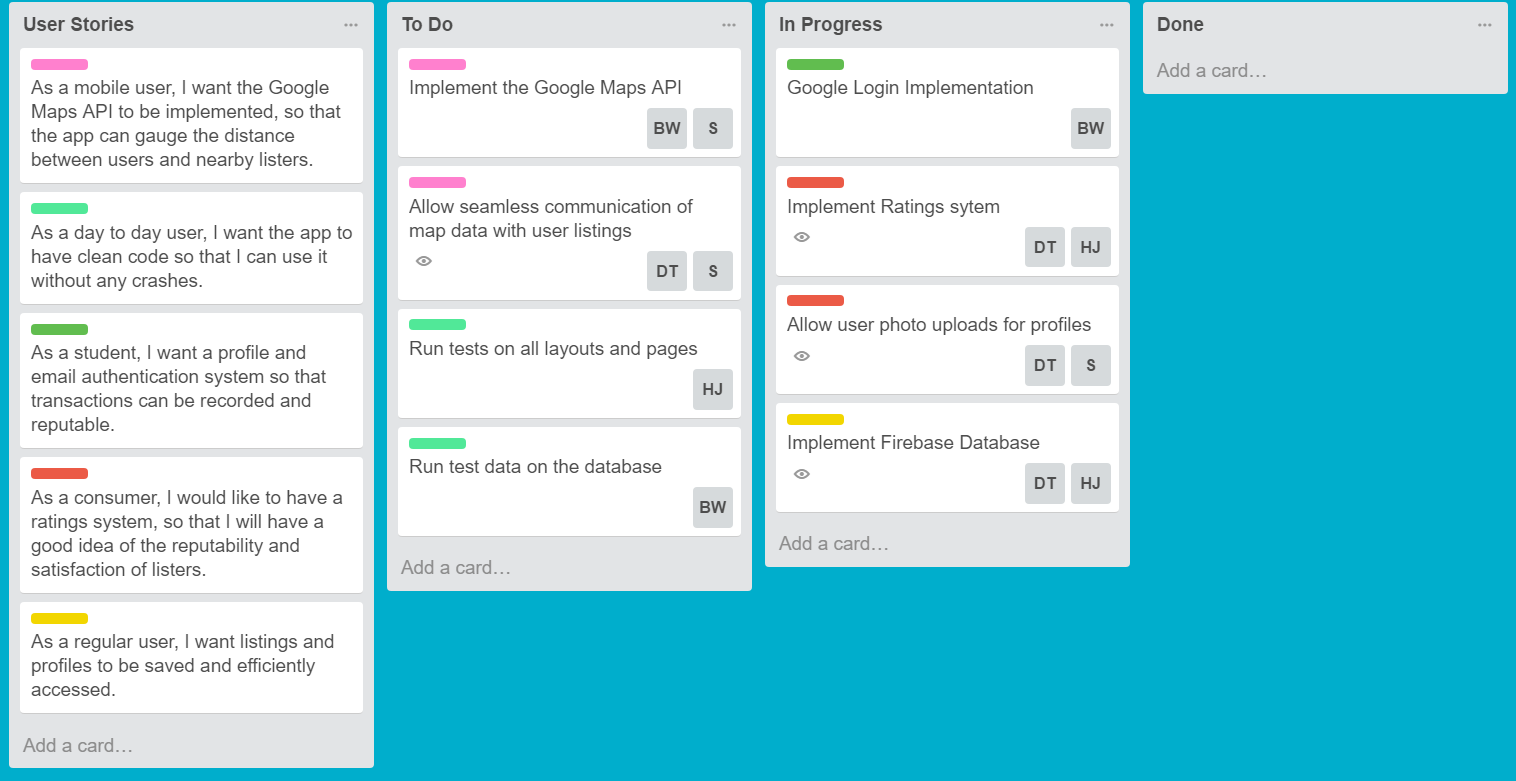 User Stories
As a mobile user, I want the Google
Maps API to be implemented, so that
the app can gauge the distance
between users and nearby listers.
As a day to day user, I want the app to
have clean code so that I can use it
without any crashes.
As a student, I want a profile and
email authentication system so that
transactions can be recorded and
reputable.
As a consumer, I would like to have a
ratings system, so that I will have a
good idea of the reputability and
satisfaction of listers.
As a regular user, I want listings and
profiles to be saved and efficiently
accessed.
Add a card…
To Do
Implement the Google Maps API
BW S
Allow seamless communication of
map data with user listings
DT S
Run tests on all layouts and pages
HJ
Run test data on the database
BW
Add a card…
In Progress
Google Login Implementation
BW
Implement Ratings sytem
DT HJ
Allow user photo uploads for profiles
DT S
Implement Firebase Database
DT HJ
Add a card…
Done
Add a card…